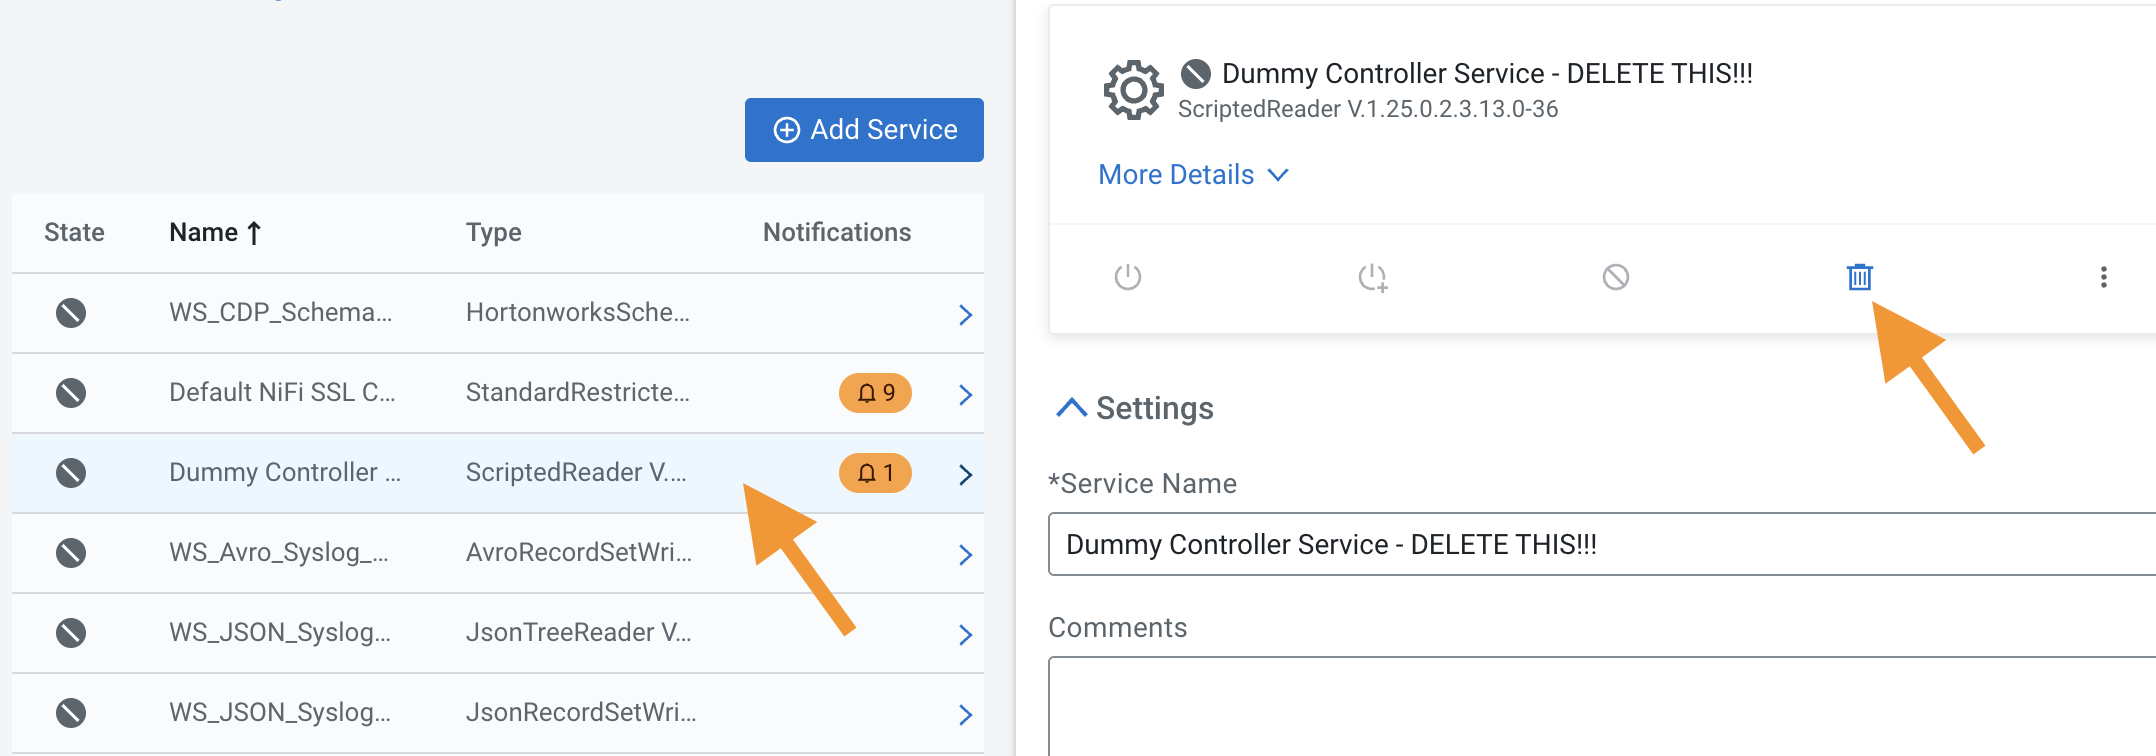 Add Service
State Name Type Notifications
WS_CDP_Schema... HortonworksSche...
Default NiFi SSL C... StandardRestricte... 9
Dummy Controller ... ScriptedReader V.... 1
WS_Avro_Syslog_... AvroRecordSetWri...
WS_JSON_Syslog... JsonTreeReader V...
WS_JSON_Syslog... JsonRecordSetWri...
Dummy Controller Service - DELETE THIS!!!
ScriptedReader V.1.25.0.2.3.13.0-36
More Details
Settings
*Service Name
Dummy Controller Service - DELETE THIS!!!
Comments